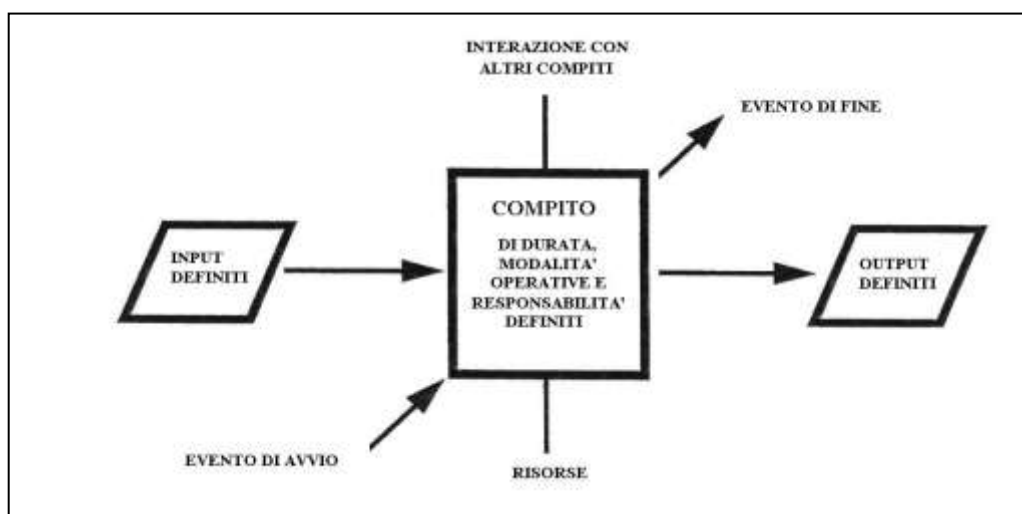 INTERAZIONE CON
ALTRI COMPITI
EVENTO DI FINE
COMPITO
DI DURATA,
MODALITA'
OPERATIVE E
RESPONSABILITA'
DEFINITI
INPUT
DEFINITI
OUTPUT
DEFINITI
EVENTO DI AVVIO
RISORSE